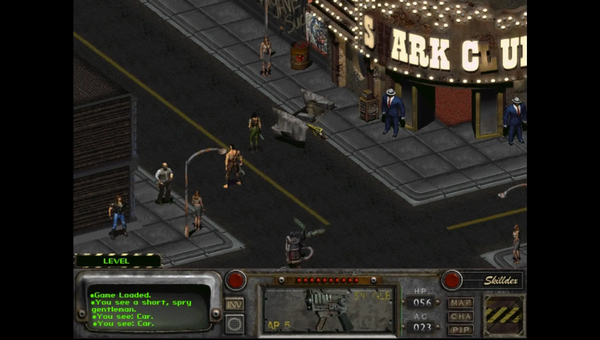 S ARK CLU
LEVEL
Game Loaded.
You see a short, spry
gentleman.
You see: Car.
You see: Car.
INV
AP 5
HP
056
AC
023
Skilldex
MAP
CHA
PIP